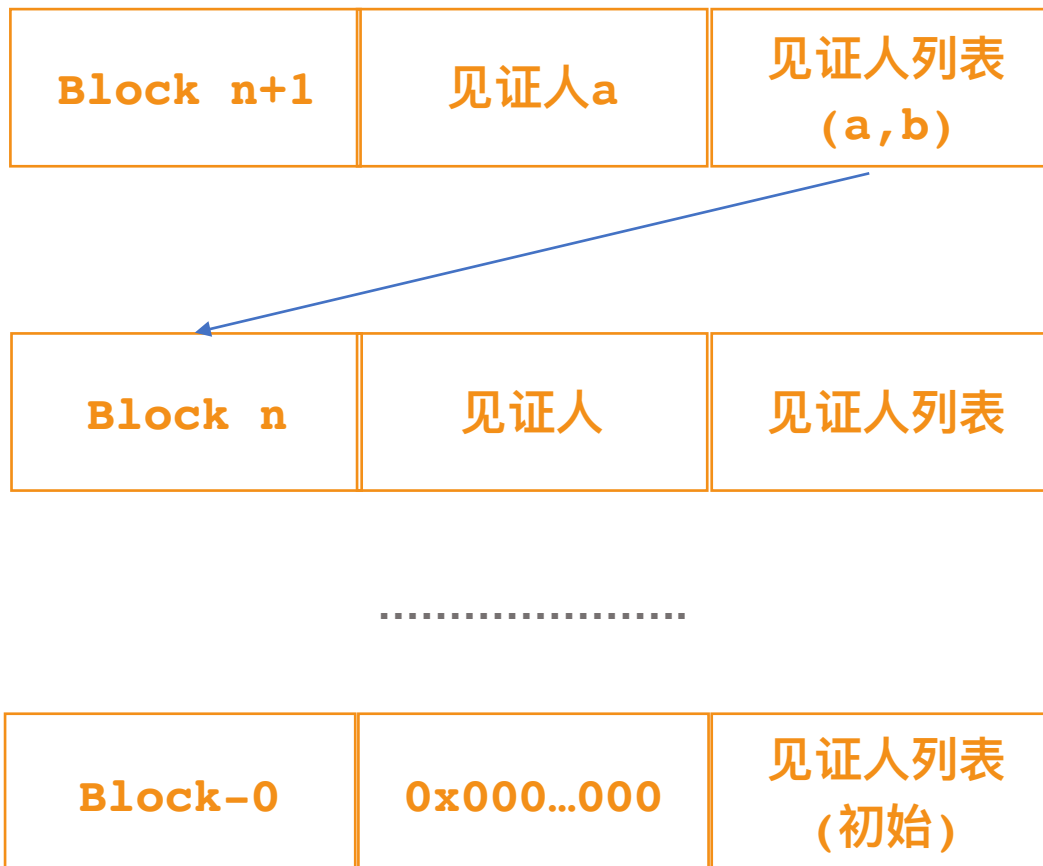 Block n+1
见证人a
见证人列表
(a,b)
Block n
见证人
见证人列表
……………………
Block-0
0x000…000
见证人列表
(初始)